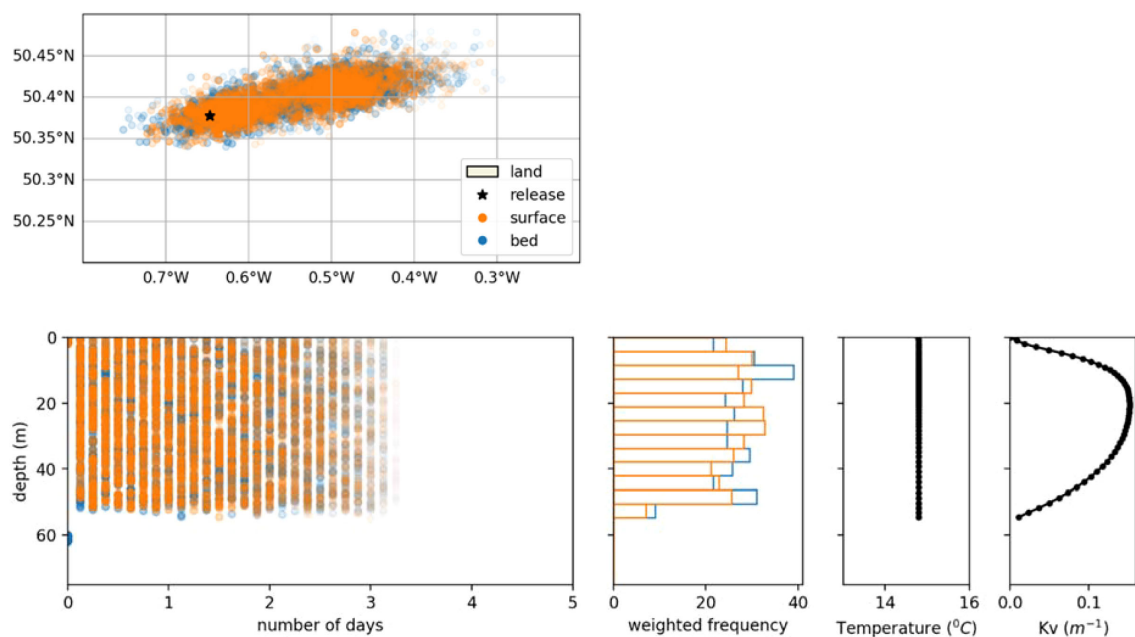 50.45°N
50.4°N
50.35°N
50.3°N
50.25°N
land
release
surface
bed
0.7°W 0.6°W 0.5°W 0.4°W 0.3°W
0
20
40
60
depth (m)
0 1 2 3 4 5
number of days
0 20 40
weighted frequency
14 16
Temperature (⁰C)
0.0 0.1
Kv (m⁻¹)